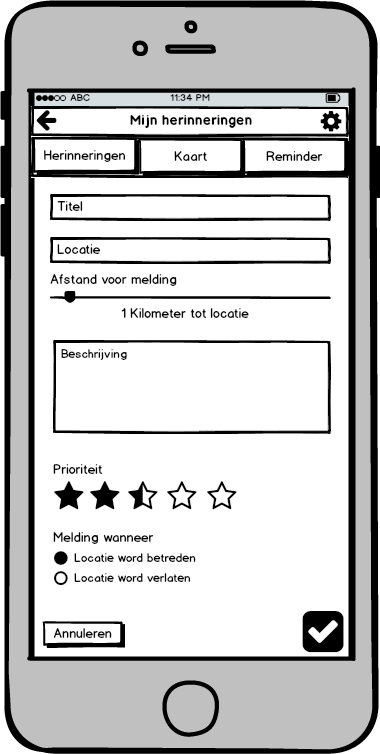 ABC 11:34 PM
Mijn herinneringen
Herinneringen Kaart Reminder
Titel
Locatie
Afstand voor melding
1 Kilometer tot locatie
Beschrijving
Prioriteit
Melding wanneer
Locatie word betreden
Locatie word verlaten
Annuleren